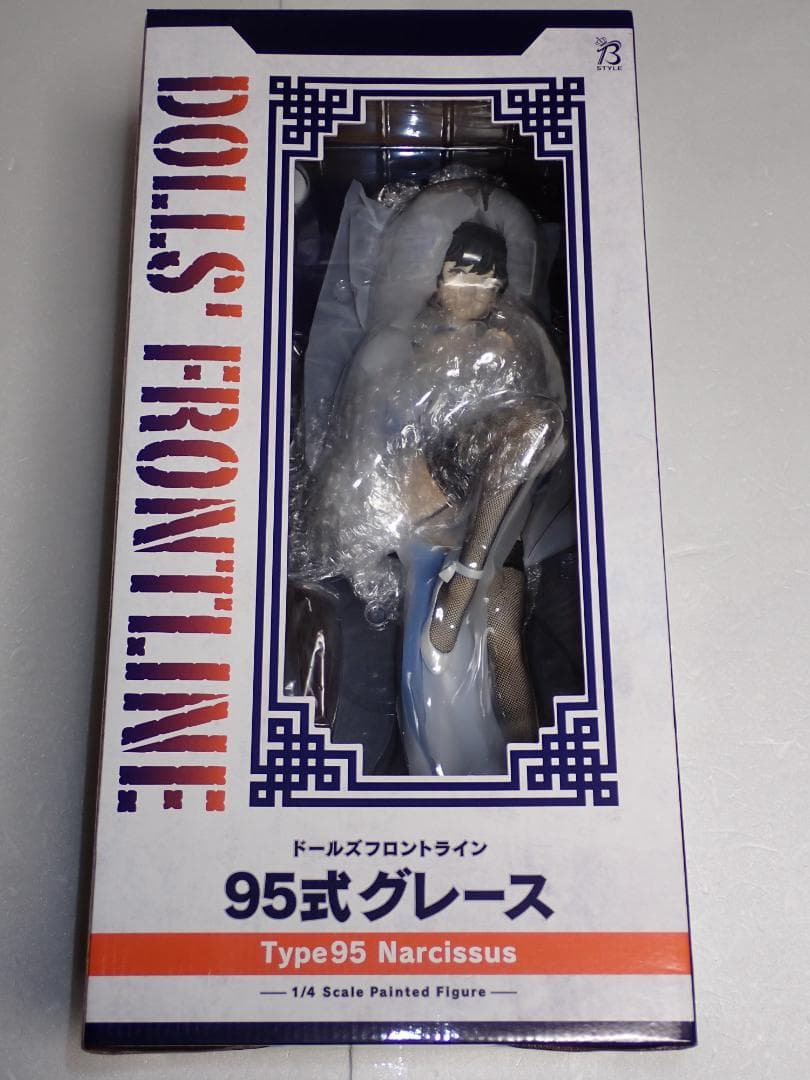 B
STYLE
DOLLS' FRONTLINE
ドールズフロントライン
95式 グレース
Type95 Narcissus
1/4 Scale Painted Figure